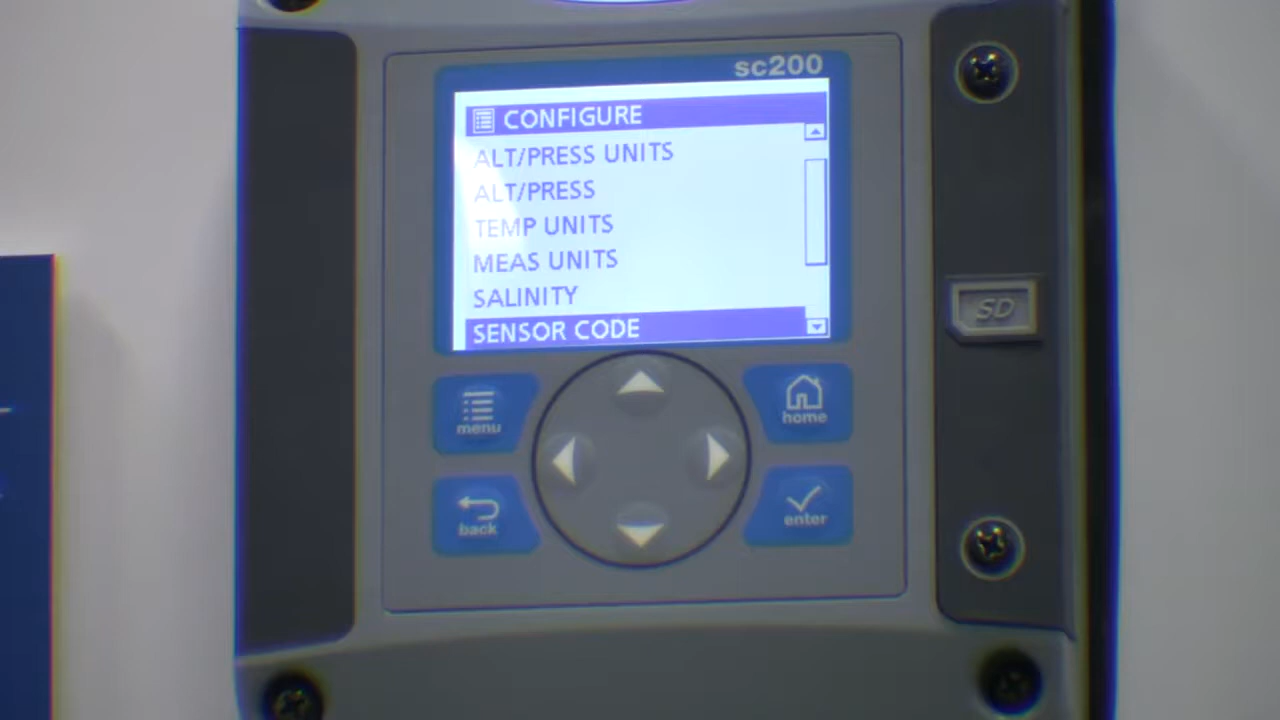 sc200
CONFIGURE
ALT/PRESS UNITS
ALT/PRESS
TEMP UNITS
MEAS UNITS
SALINITY
SENSOR CODE
menu
home
back
enter
SD